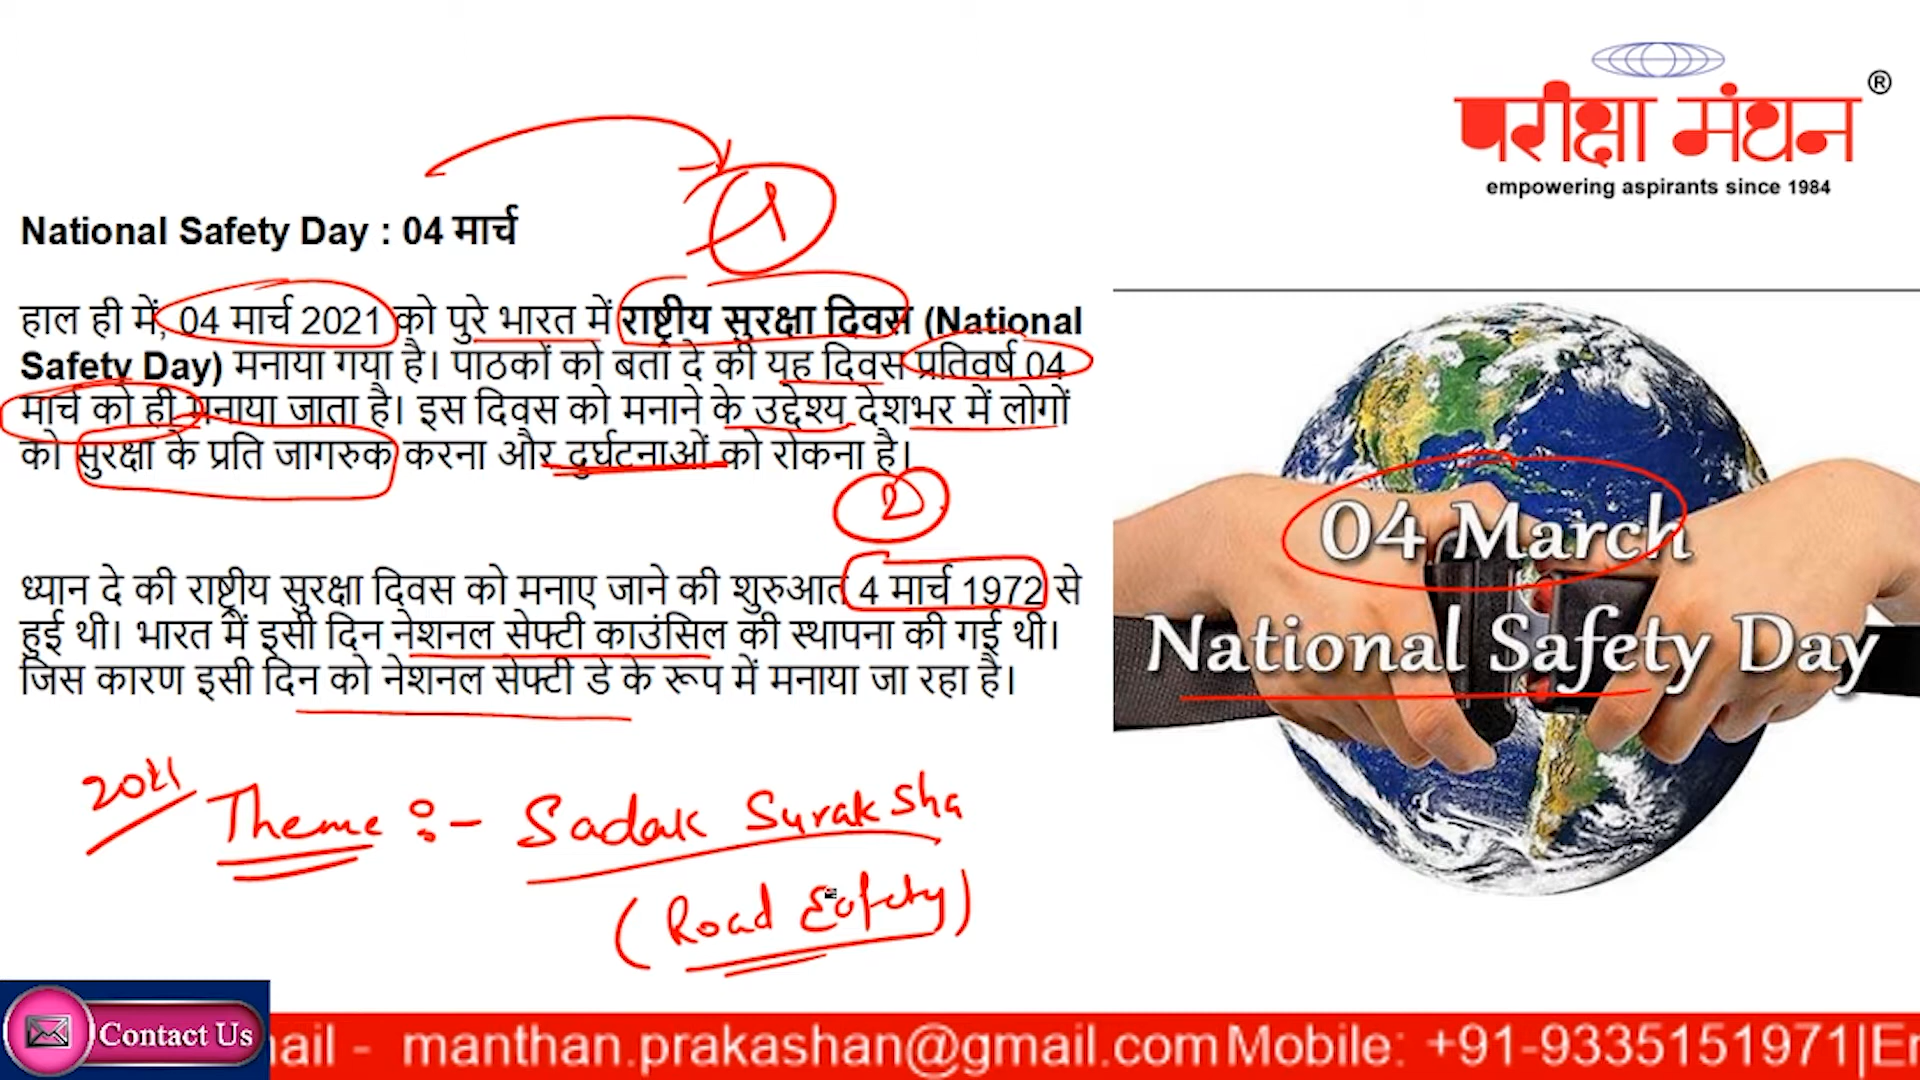 परीक्षा मंथन ®
empowering aspirants since 1984
National Safety Day : 04 मार्च
हाल ही में, 04 मार्च 2021 को पुरे भारत में राष्ट्रीय सुरक्षा दिवस (National
Safety Day) मनाया गया है। पाठकों को बता दे की यह दिवस प्रतिवर्ष 04
मार्च को ही मनाया जाता है। इस दिवस को मनाने के उद्देश्य देशभर में लोगों
को सुरक्षा के प्रति जागरुक करना और दुर्घटनाओं को रोकना है।
ध्यान दे की राष्ट्रीय सुरक्षा दिवस को मनाए जाने की शुरुआत 4 मार्च 1972 से
हुई थी। भारत में इसी दिन नेशनल सेफ्टी काउंसिल की स्थापना की गई थी।
जिस कारण इसी दिन को नेशनल सेफ्टी डे के रूप में मनाया जा रहा है।
2021 Theme :- Sadak Suraksha
(Road Safety)
04 March
National Safety Day
Contact Us
ail - manthan.prakashan@gmail.com Mobile: +91-9335151971|